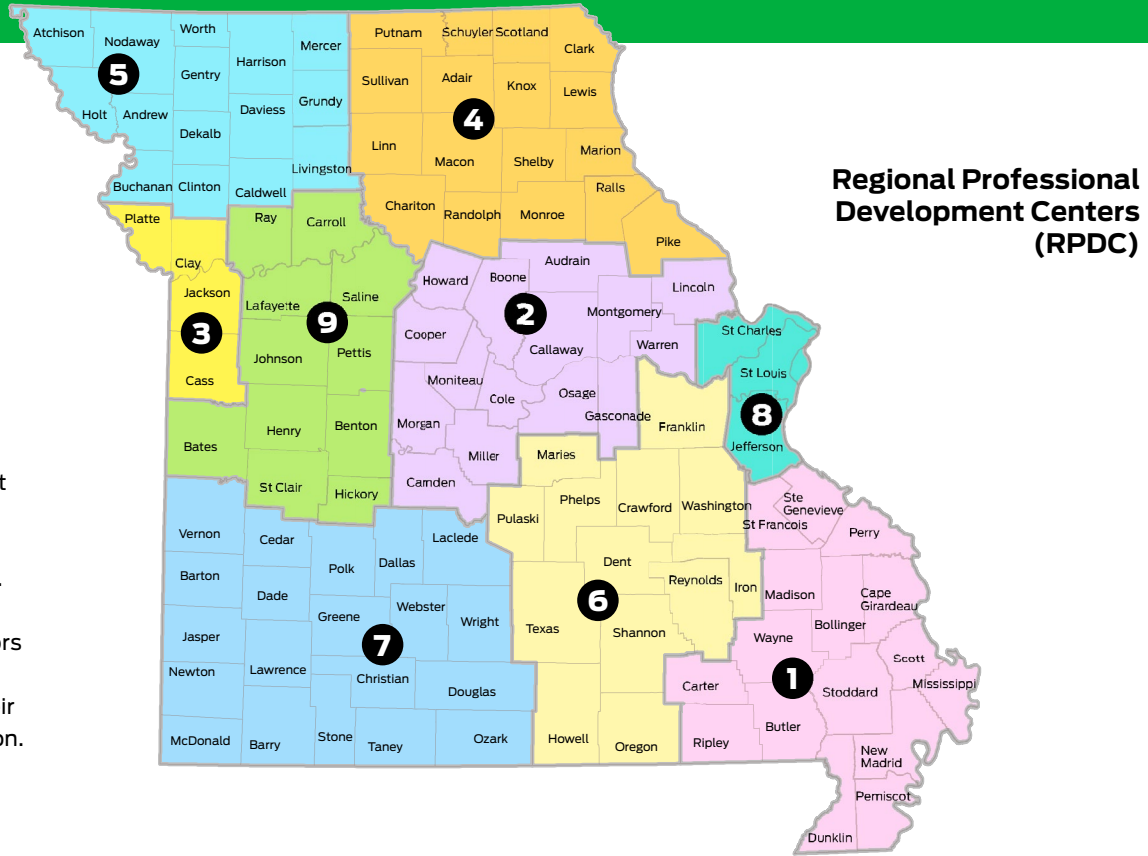 Regional Professional
Development Centers
(RPDC)
Atchison
Nodaway
Worth
Harrison
Mercer
Gentry
5
Holt
Andrew
Dekalb
Daviess
Grundy
Livingston
Buchanan
Clinton
Caldwell
Putnam
Schuyler
Scotland
Clark
Sullivan
Adair
Knox
Lewis
4
Linn
Macon
Shelby
Marion
Ralls
Chariton
Randolph
Monroe
Pike
Platte
Clay
Jackson
3
Cass
Ray
Carroll
Lafayette
Saline
9
Johnson
Pettis
Bates
Henry
Benton
St Clair
Hickory
Howard
Boone
Audrain
Lincoln
2
Montgomery
Cooper
Callaway
Warren
Moniteau
Cole
Osage
Gasconade
Morgan
Miller
Camden
St Charles
St Louis
8
Jefferson
Franklin
Maries
Phelps
Crawford
Washington
Pulaski
Dent
Reynolds
Iron
6
Texas
Shannon
Howell
Oregon
Vernon
Cedar
Laclede
Polk
Dallas
Barton
Dade
Greene
Webster
Wright
Jasper
7
Newton
Lawrence
Christian
Douglas
McDonald
Barry
Stone
Taney
Ozark
Ste
Genevieve
St Francois
Perry
Madison
Cape
Girardeau
Bollinger
Wayne
Scott
Mississippi
1
Carter
Stoddard
Butler
Ripley
New
Madrid
Pemiscot
Dunklin
t
.
ors
ir
on.